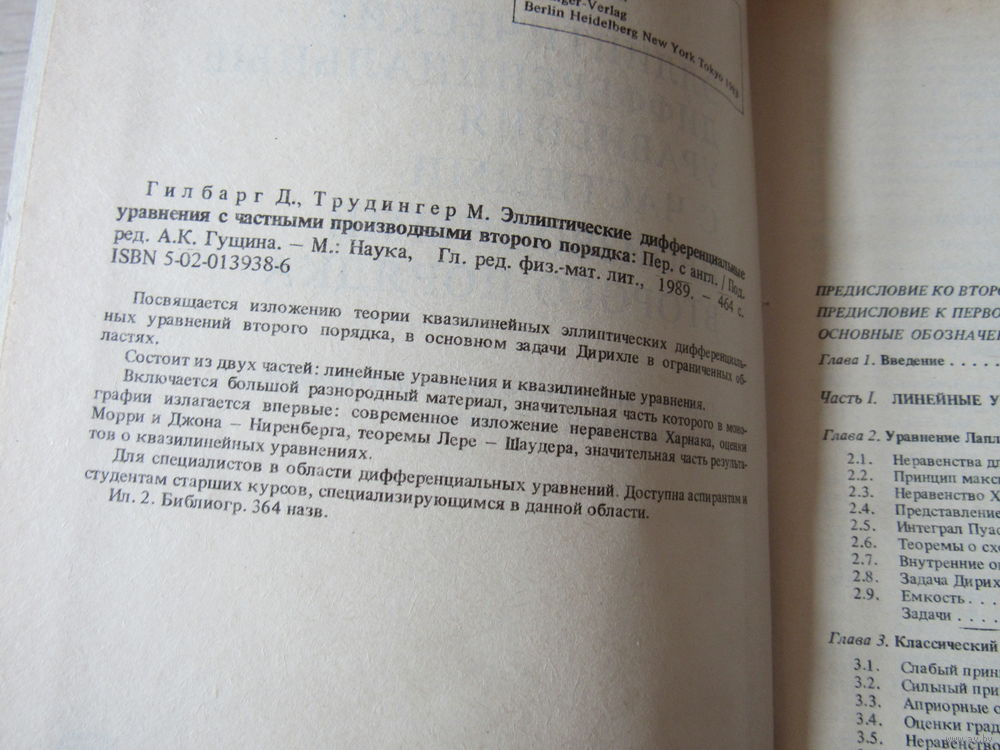 Berlin Heidelberg New York Tokyo 1983
Гилбарг Д., Трудингер М. Эллиптические дифференциальные
уравнения с частными производными второго порядка: Пер. с англ. / Под.
ред. А.К. Гущина. — М.: Наука, Гл. ред. физ.-мат. лит., 1989. — 464 с.
ISBN 5-02-013938-6
Посвящается изложению теории квазилинейных эллиптических дифференциаль-
ных уравнений второго порядка, в основном задачи Дирихле в ограниченных об-
ластях.
Состоит из двух частей: линейные уравнения и квазилинейные уравнения.
Включается большой разнородный материал, значительная часть которого в моно-
графии излагается впервые: современное изложение неравенства Харнака, оценки
Морри и Джона — Ниренберга, теоремы Лере — Шаудера, значительная часть результа-
тов о квазилинейных уравнениях.
Для специалистов в области дифференциальных уравнений. Доступна аспирантам и
студентам старших курсов, специализирующимся в данной области.
Ил. 2. Библиогр. 364 назв.
ПРЕДИСЛОВИЕ КО ВТОРО
ПРЕДИСЛОВИЕ К ПЕРВО
ОСНОВНЫЕ ОБОЗНАЧЕ
Глава 1. Введение . . . .
Часть I. ЛИНЕЙНЫЕ У
Глава 2. Уравнение Лапл
2.1. Неравенства дл
2.2. Принцип макс
2.3. Неравенство Х
2.4. Представление
2.5. Интеграл Пуас
2.6. Теоремы о схо
2.7. Внутренние о
2.8. Задача Дирих
2.9. Емкость . . .
Задачи . . . .
Глава 3. Классический
3.1. Слабый прин
3.2. Сильный при
3.3. Априорные о
3.4. Оценки град
3.5. Неравенство